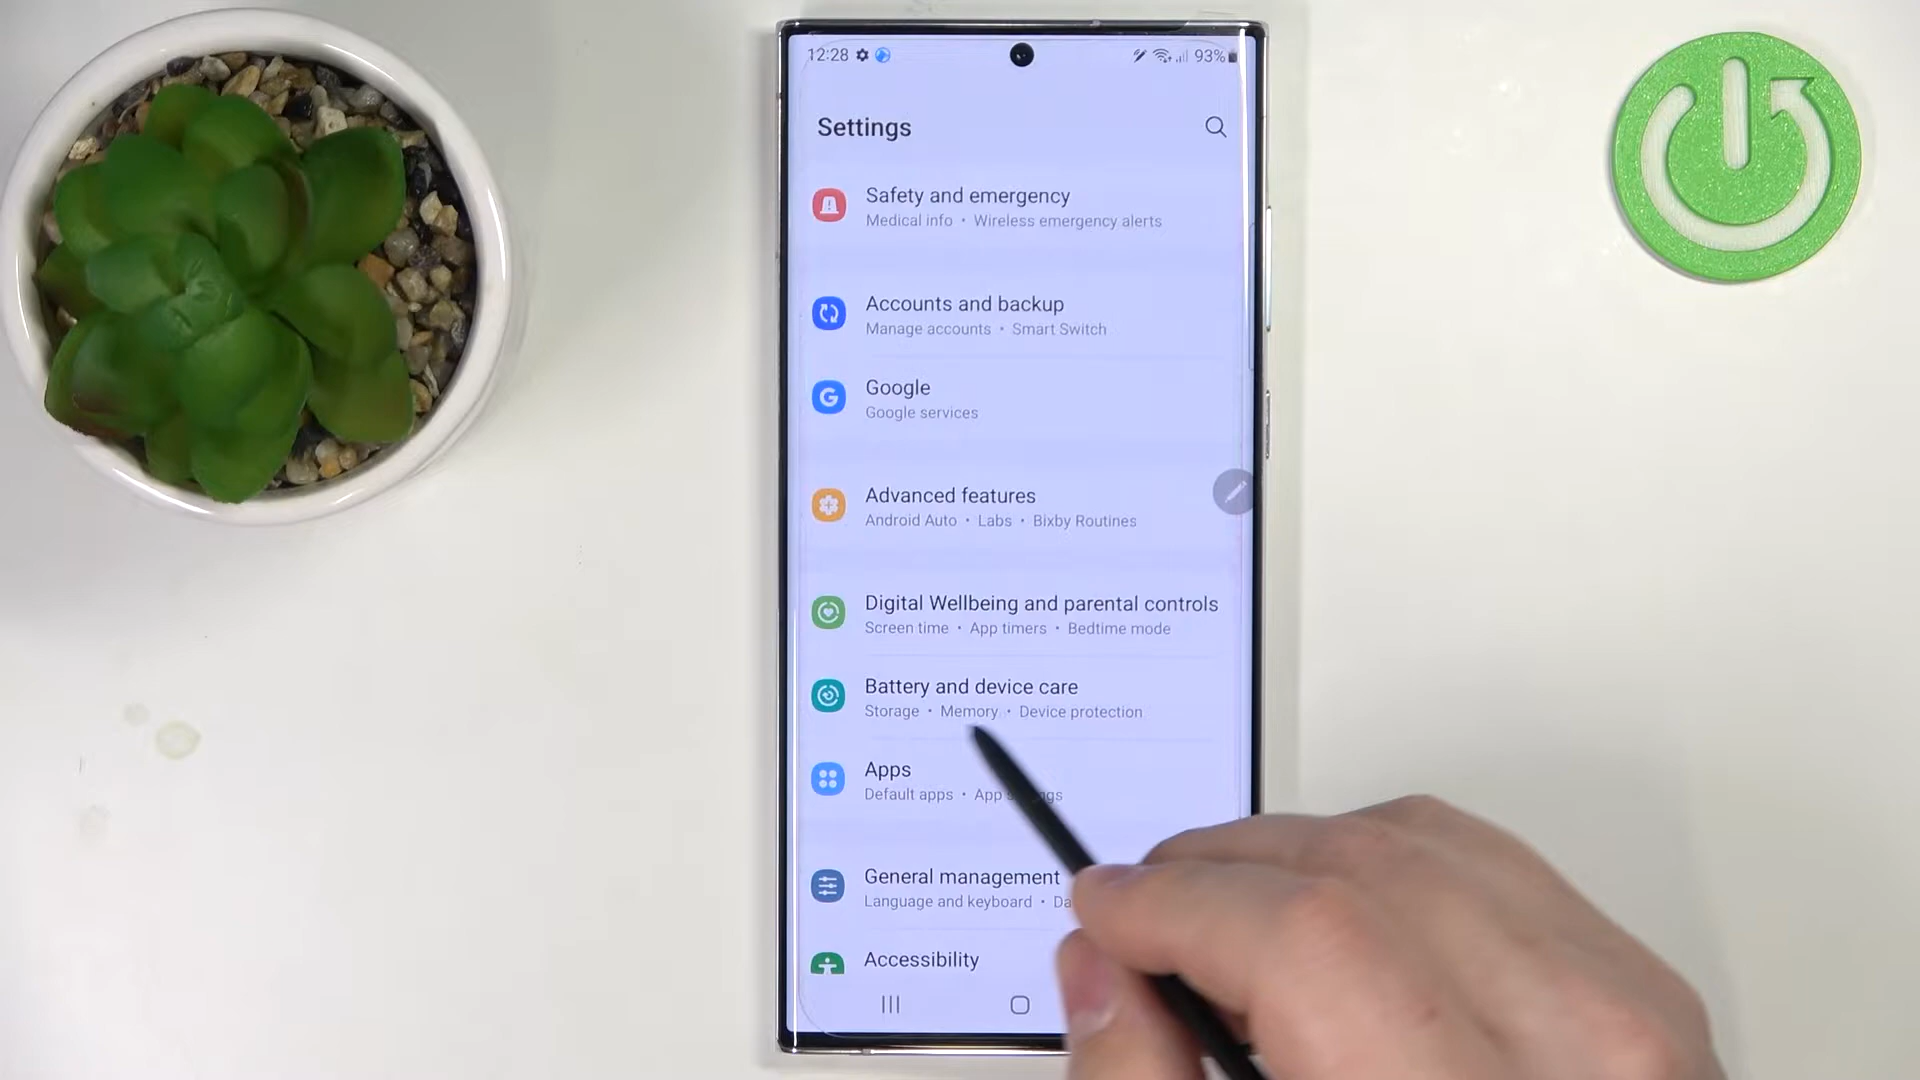 12:28 93%
Settings
Safety and emergency
Medical info • Wireless emergency alerts
Accounts and backup
Manage accounts • Smart Switch
Google
Google services
Advanced features
Android Auto • Labs • Bixby Routines
Digital Wellbeing and parental controls
Screen time • App timers • Bedtime mode
Battery and device care
Storage • Memory • Device protection
Apps
Default apps • App
General management
Language and keyboard •
Accessibility